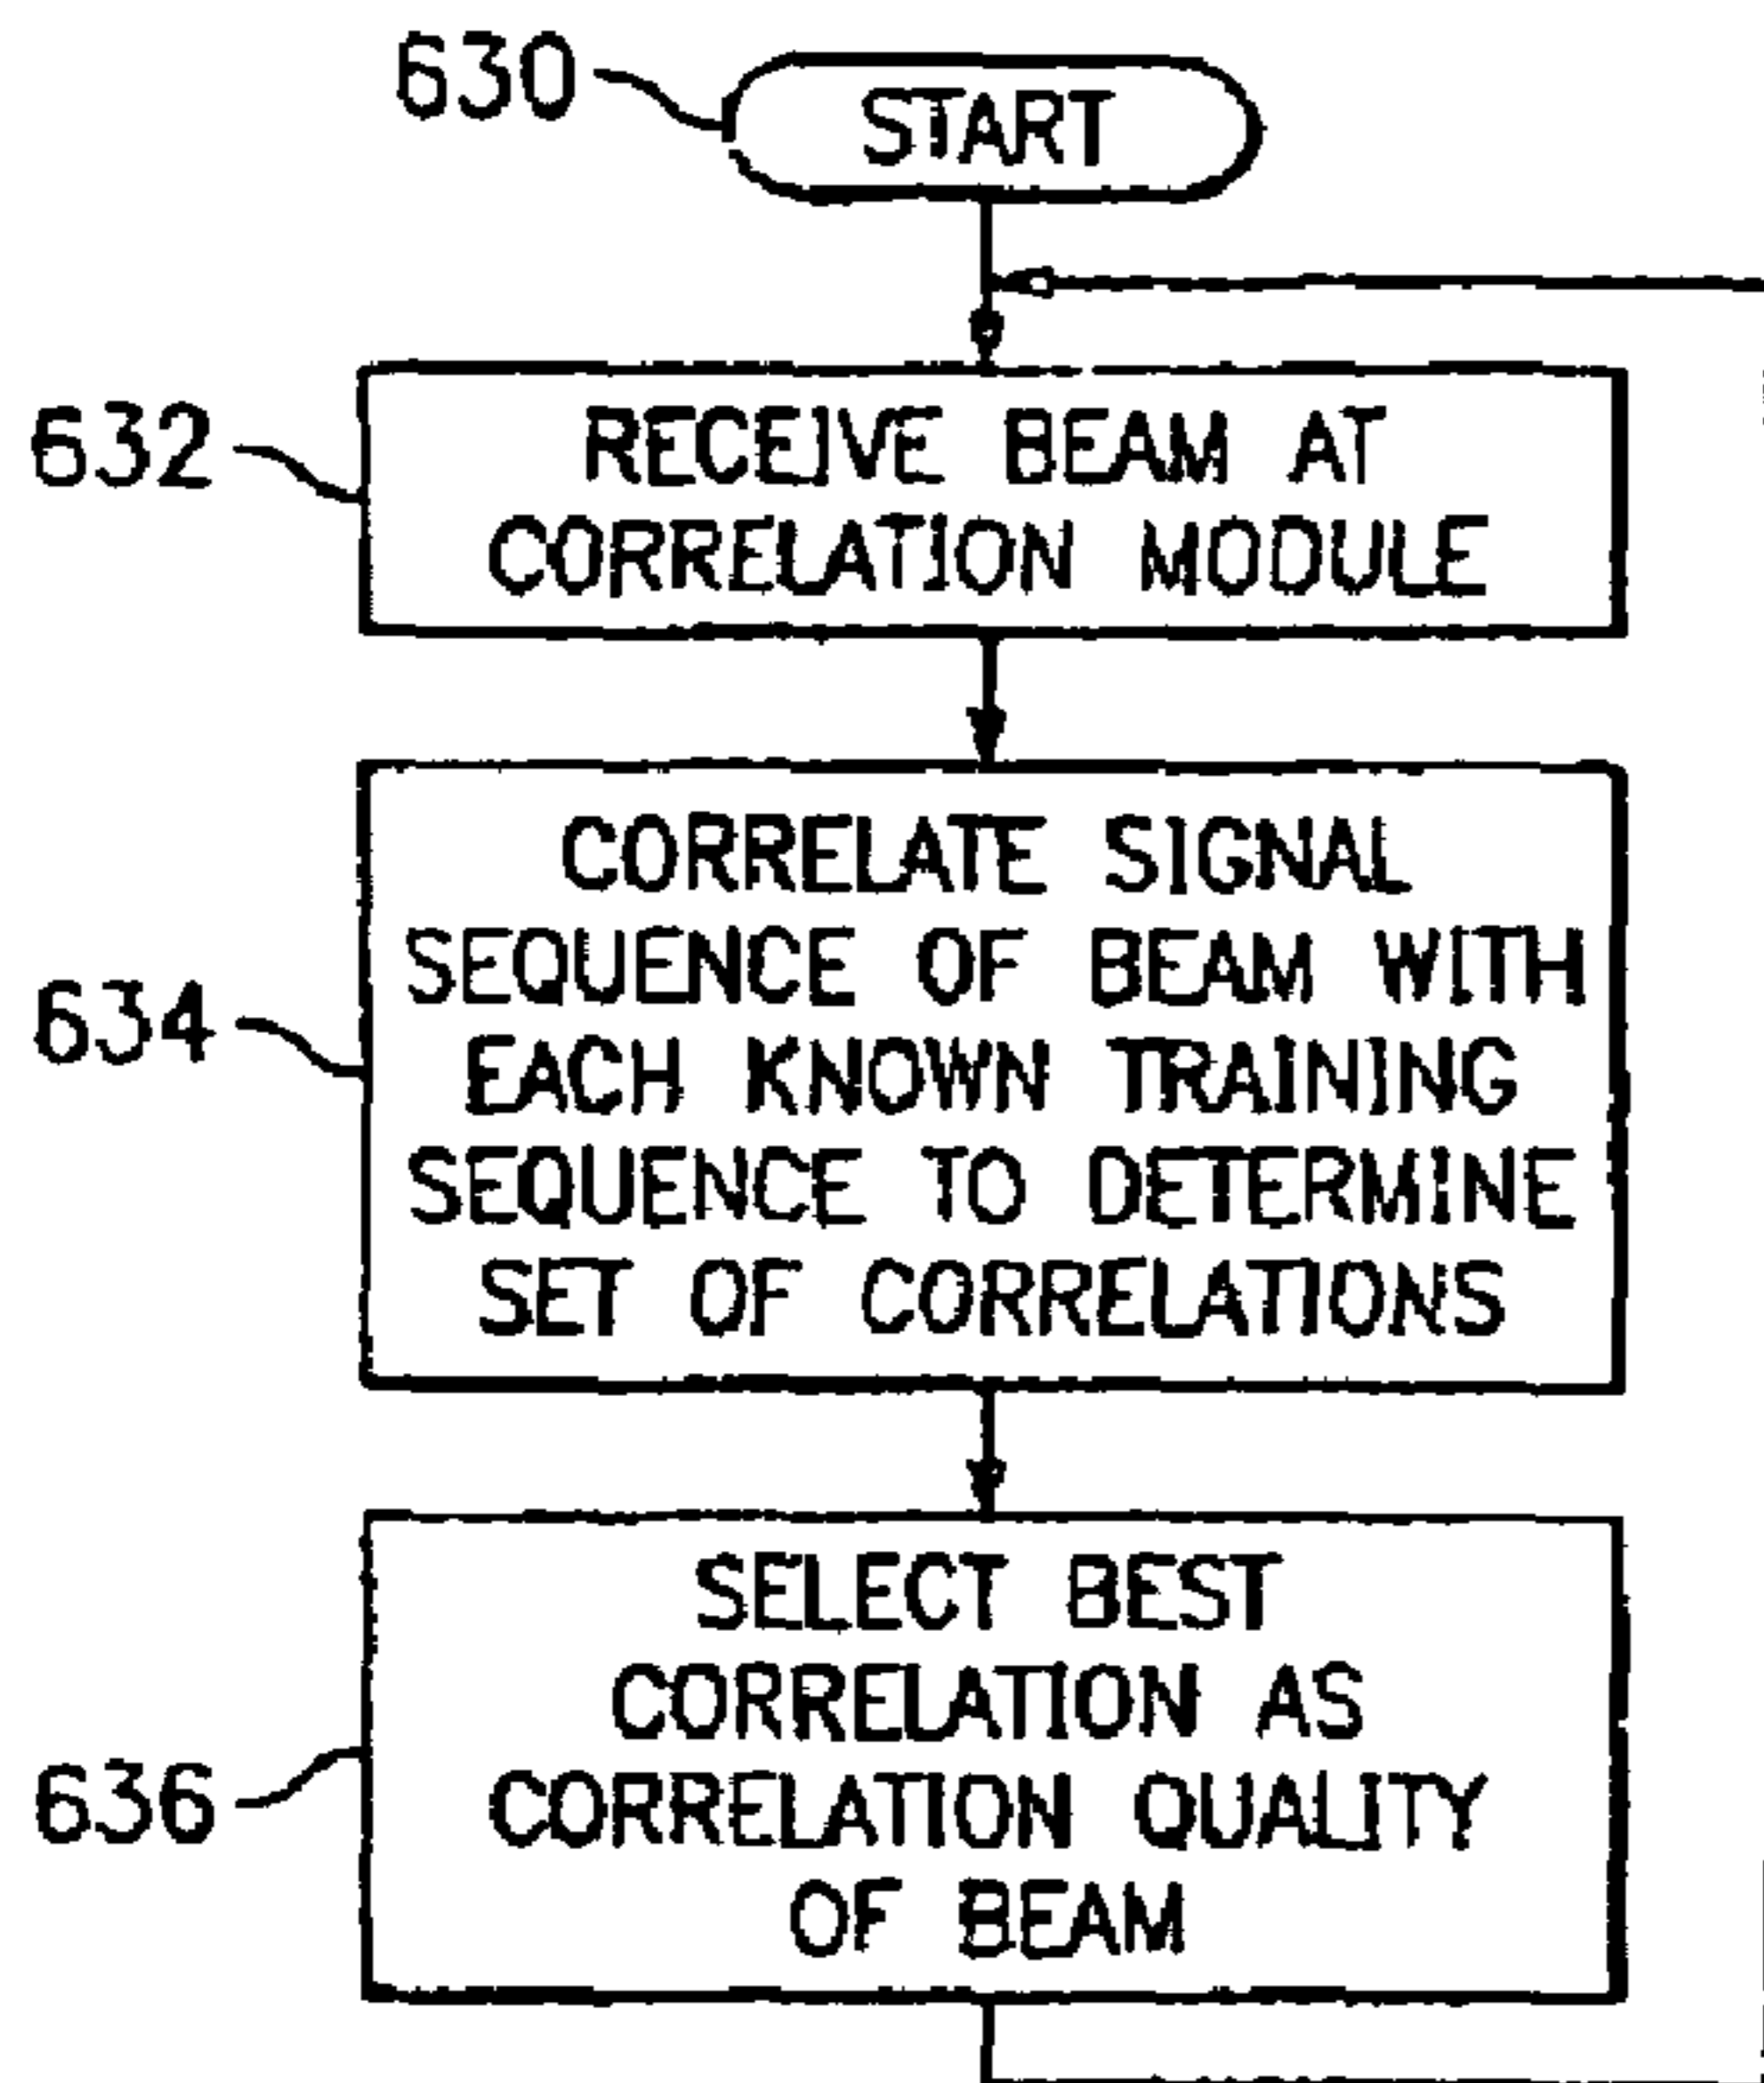 630
START
632
RECEIVE BEAM AT
CORRELATION MODULE
634
CORRELATE SIGNAL
SEQUENCE OF BEAM WITH
EACH KNOWN TRAINING
SEQUENCE TO DETERMINE
SET OF CORRELATIONS
636
SELECT BEST
CORRELATION AS
CORRELATION QUALITY
OF BEAM